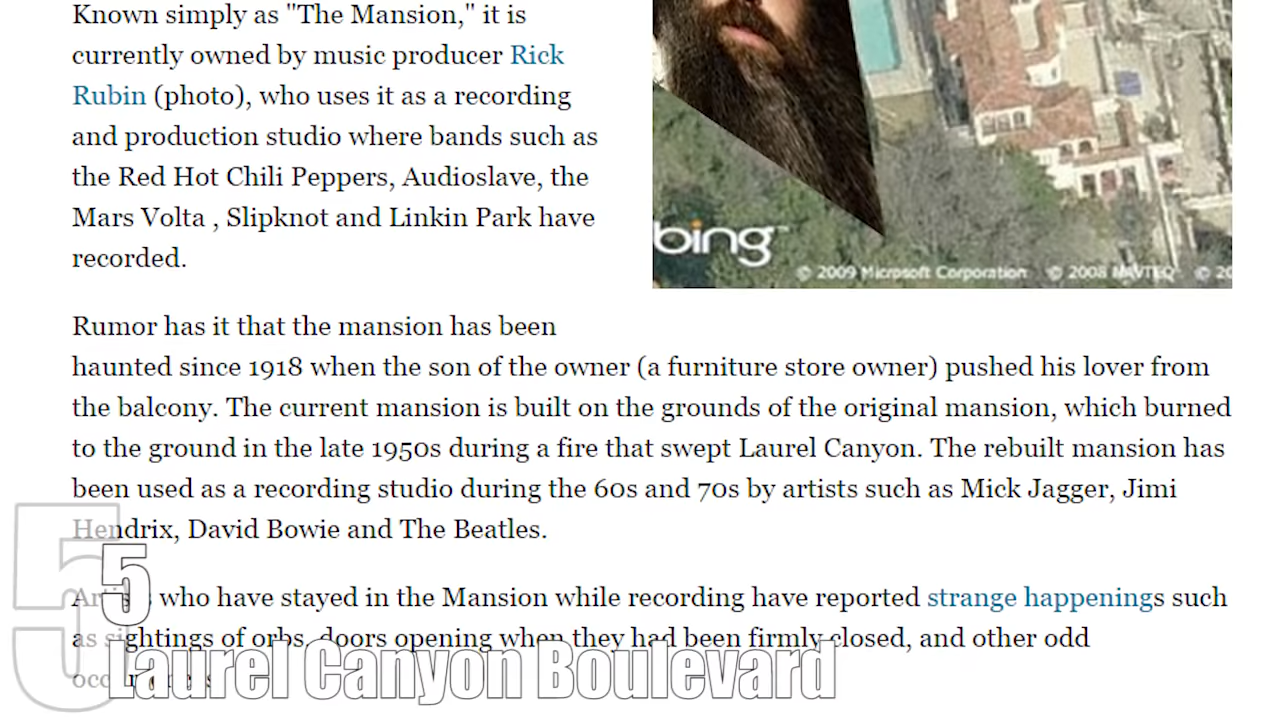 Known simply as "The Mansion," it is
currently owned by music producer Rick
Rubin (photo), who uses it as a recording
and production studio where bands such as
the Red Hot Chili Peppers, Audioslave, the
Mars Volta , Slipknot and Linkin Park have
recorded.
bing
© 2009 Microsoft Corporation © 2008 NAVTEQ © 20
Rumor has it that the mansion has been
haunted since 1918 when the son of the owner (a furniture store owner) pushed his lover from
the balcony. The current mansion is built on the grounds of the original mansion, which burned
to the ground in the late 1950s during a fire that swept Laurel Canyon. The rebuilt mansion has
been used as a recording studio during the 60s and 70s by artists such as Mick Jagger, Jimi
Hendrix, David Bowie and The Beatles.
Artists who have stayed in the Mansion while recording have reported strange happenings such
as sightings of orbs, doors opening when they had been firmly closed, and other odd
5
5
Laurel Canyon Boulevard